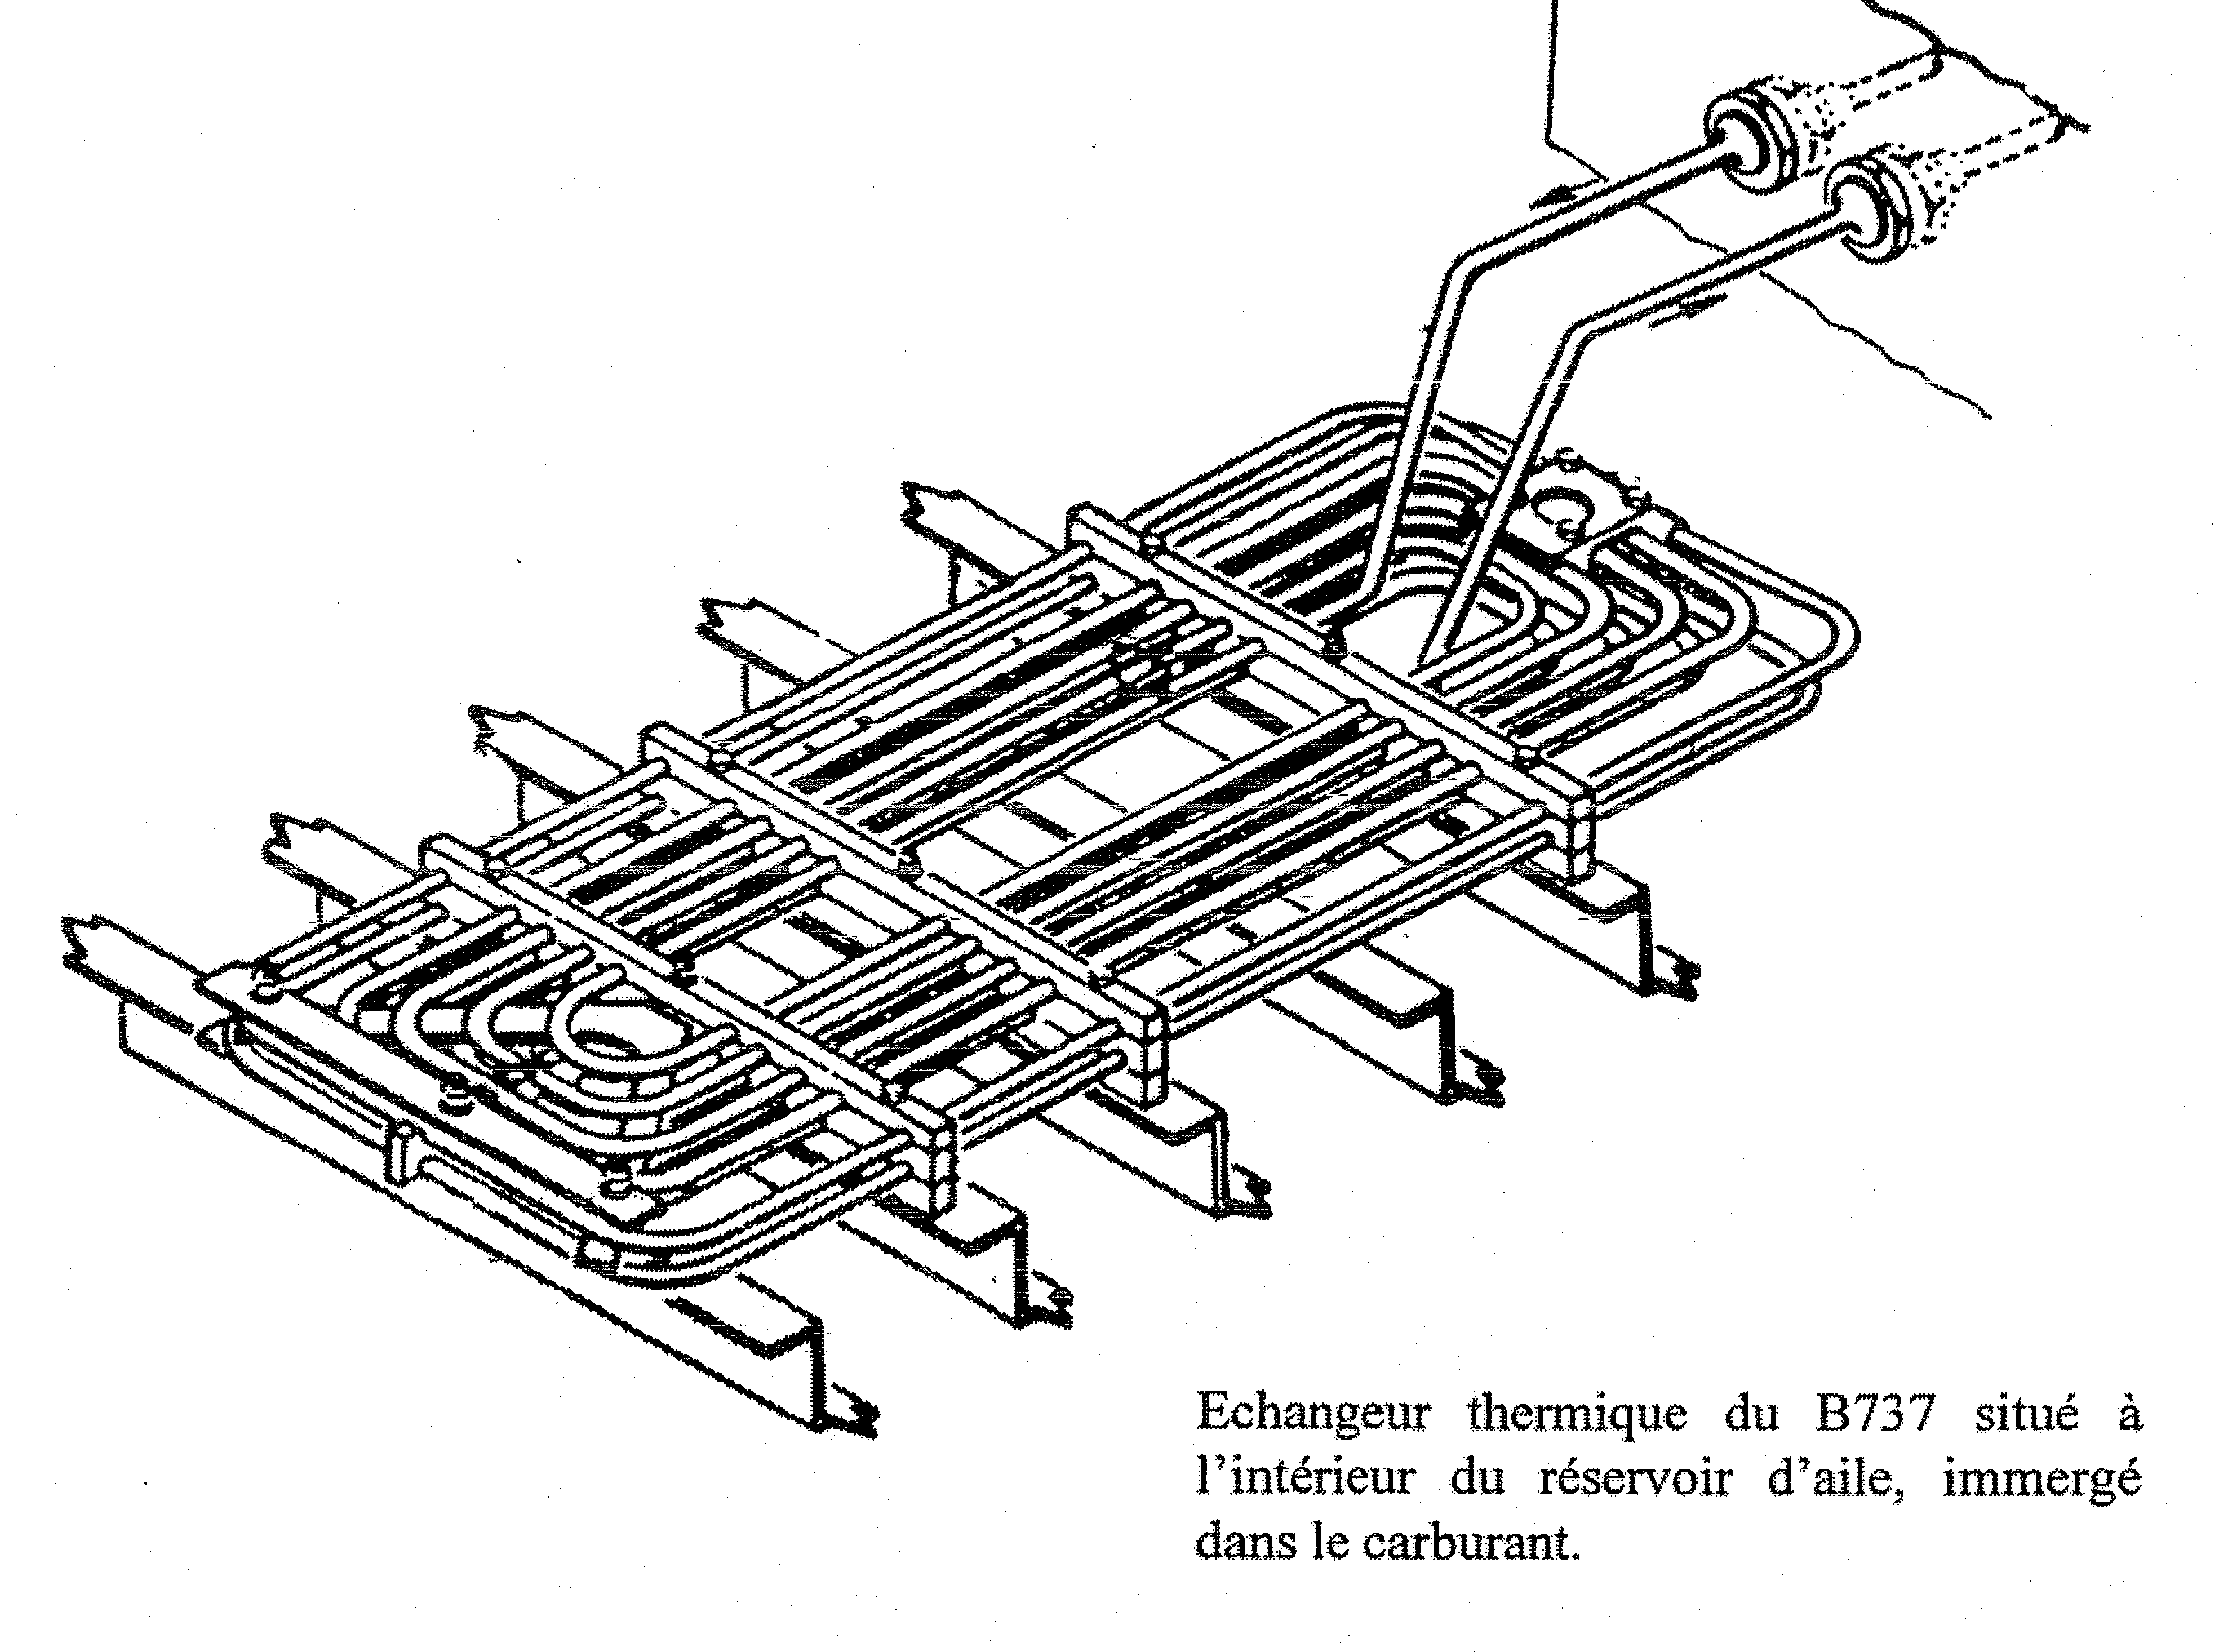 Echangeur thermique du B737 situé à
l'intérieur du réservoir d'aile, immergé
dans le carburant.